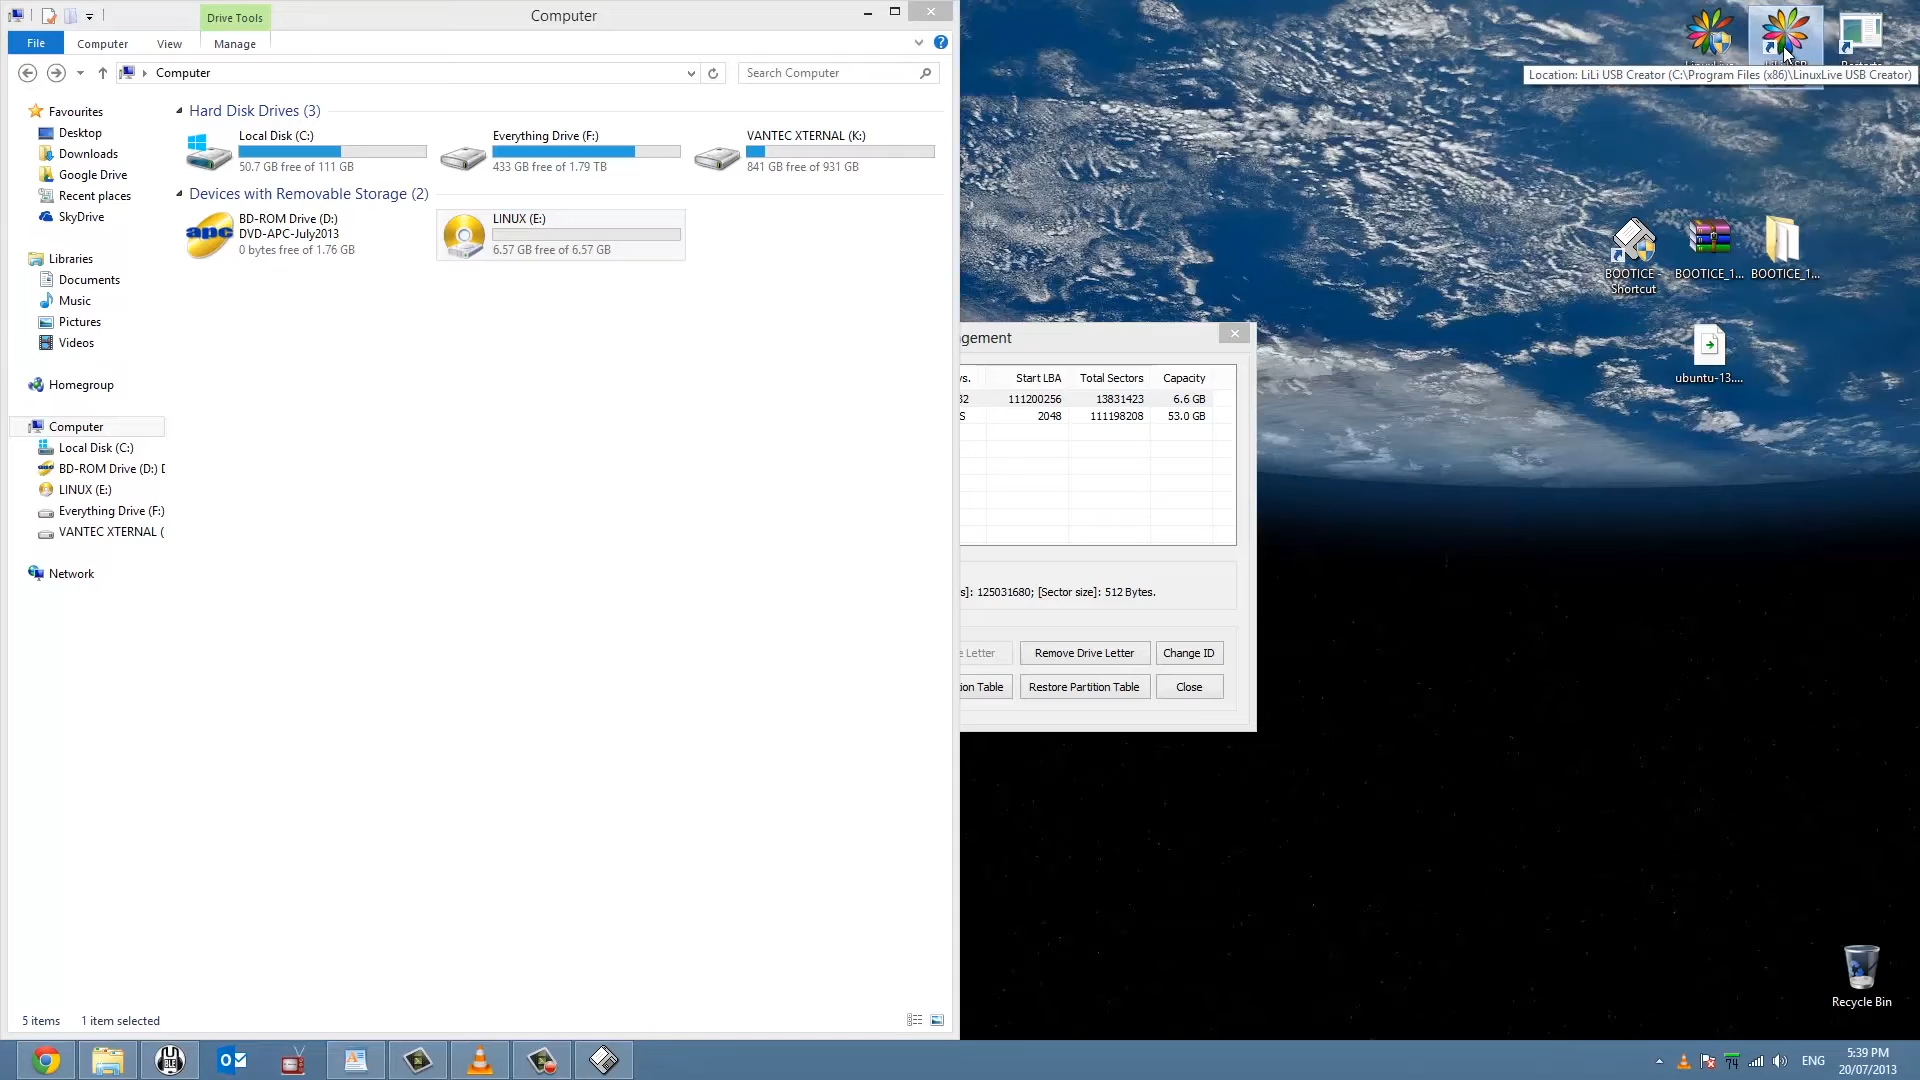 Drive Tools
Computer
File
Computer
View
Manage
Computer
Search Computer
Favourites
Desktop
Downloads
Google Drive
Recent places
SkyDrive
Libraries
Documents
Music
Pictures
Videos
Homegroup
Computer
Local Disk (C:)
BD-ROM Drive (D:) D
LINUX (E:)
Everything Drive (F:)
VANTEC XTERNAL (
Network
Hard Disk Drives (3)
Local Disk (C:)
50.7 GB free of 111 GB
Everything Drive (F:)
433 GB free of 1.79 TB
VANTEC XTERNAL (K:)
841 GB free of 931 GB
Devices with Removable Storage (2)
apc
BD-ROM Drive (D:)
DVD-APC-July2013
0 bytes free of 1.76 GB
LINUX (E:)
6.57 GB free of 6.57 GB
5 items 1 item selected
gement
ys. Start LBA Total Sectors Capacity
32 111200256 13831423 6.6 GB
S 2048 111198208 53.0 GB
s]: 125031680; [Sector size]: 512 Bytes.
e Letter
Remove Drive Letter
Change ID
ion Table
Restore Partition Table
Close
Location: LiLi USB Creator (C:\Program Files (x86)\LinuxLive USB Creator)
BOOTICE - Shortcut
BOOTICE_1...
BOOTICE_1...
ubuntu-13....
Recycle Bin
74
ENG
5:39 PM
20/07/2013